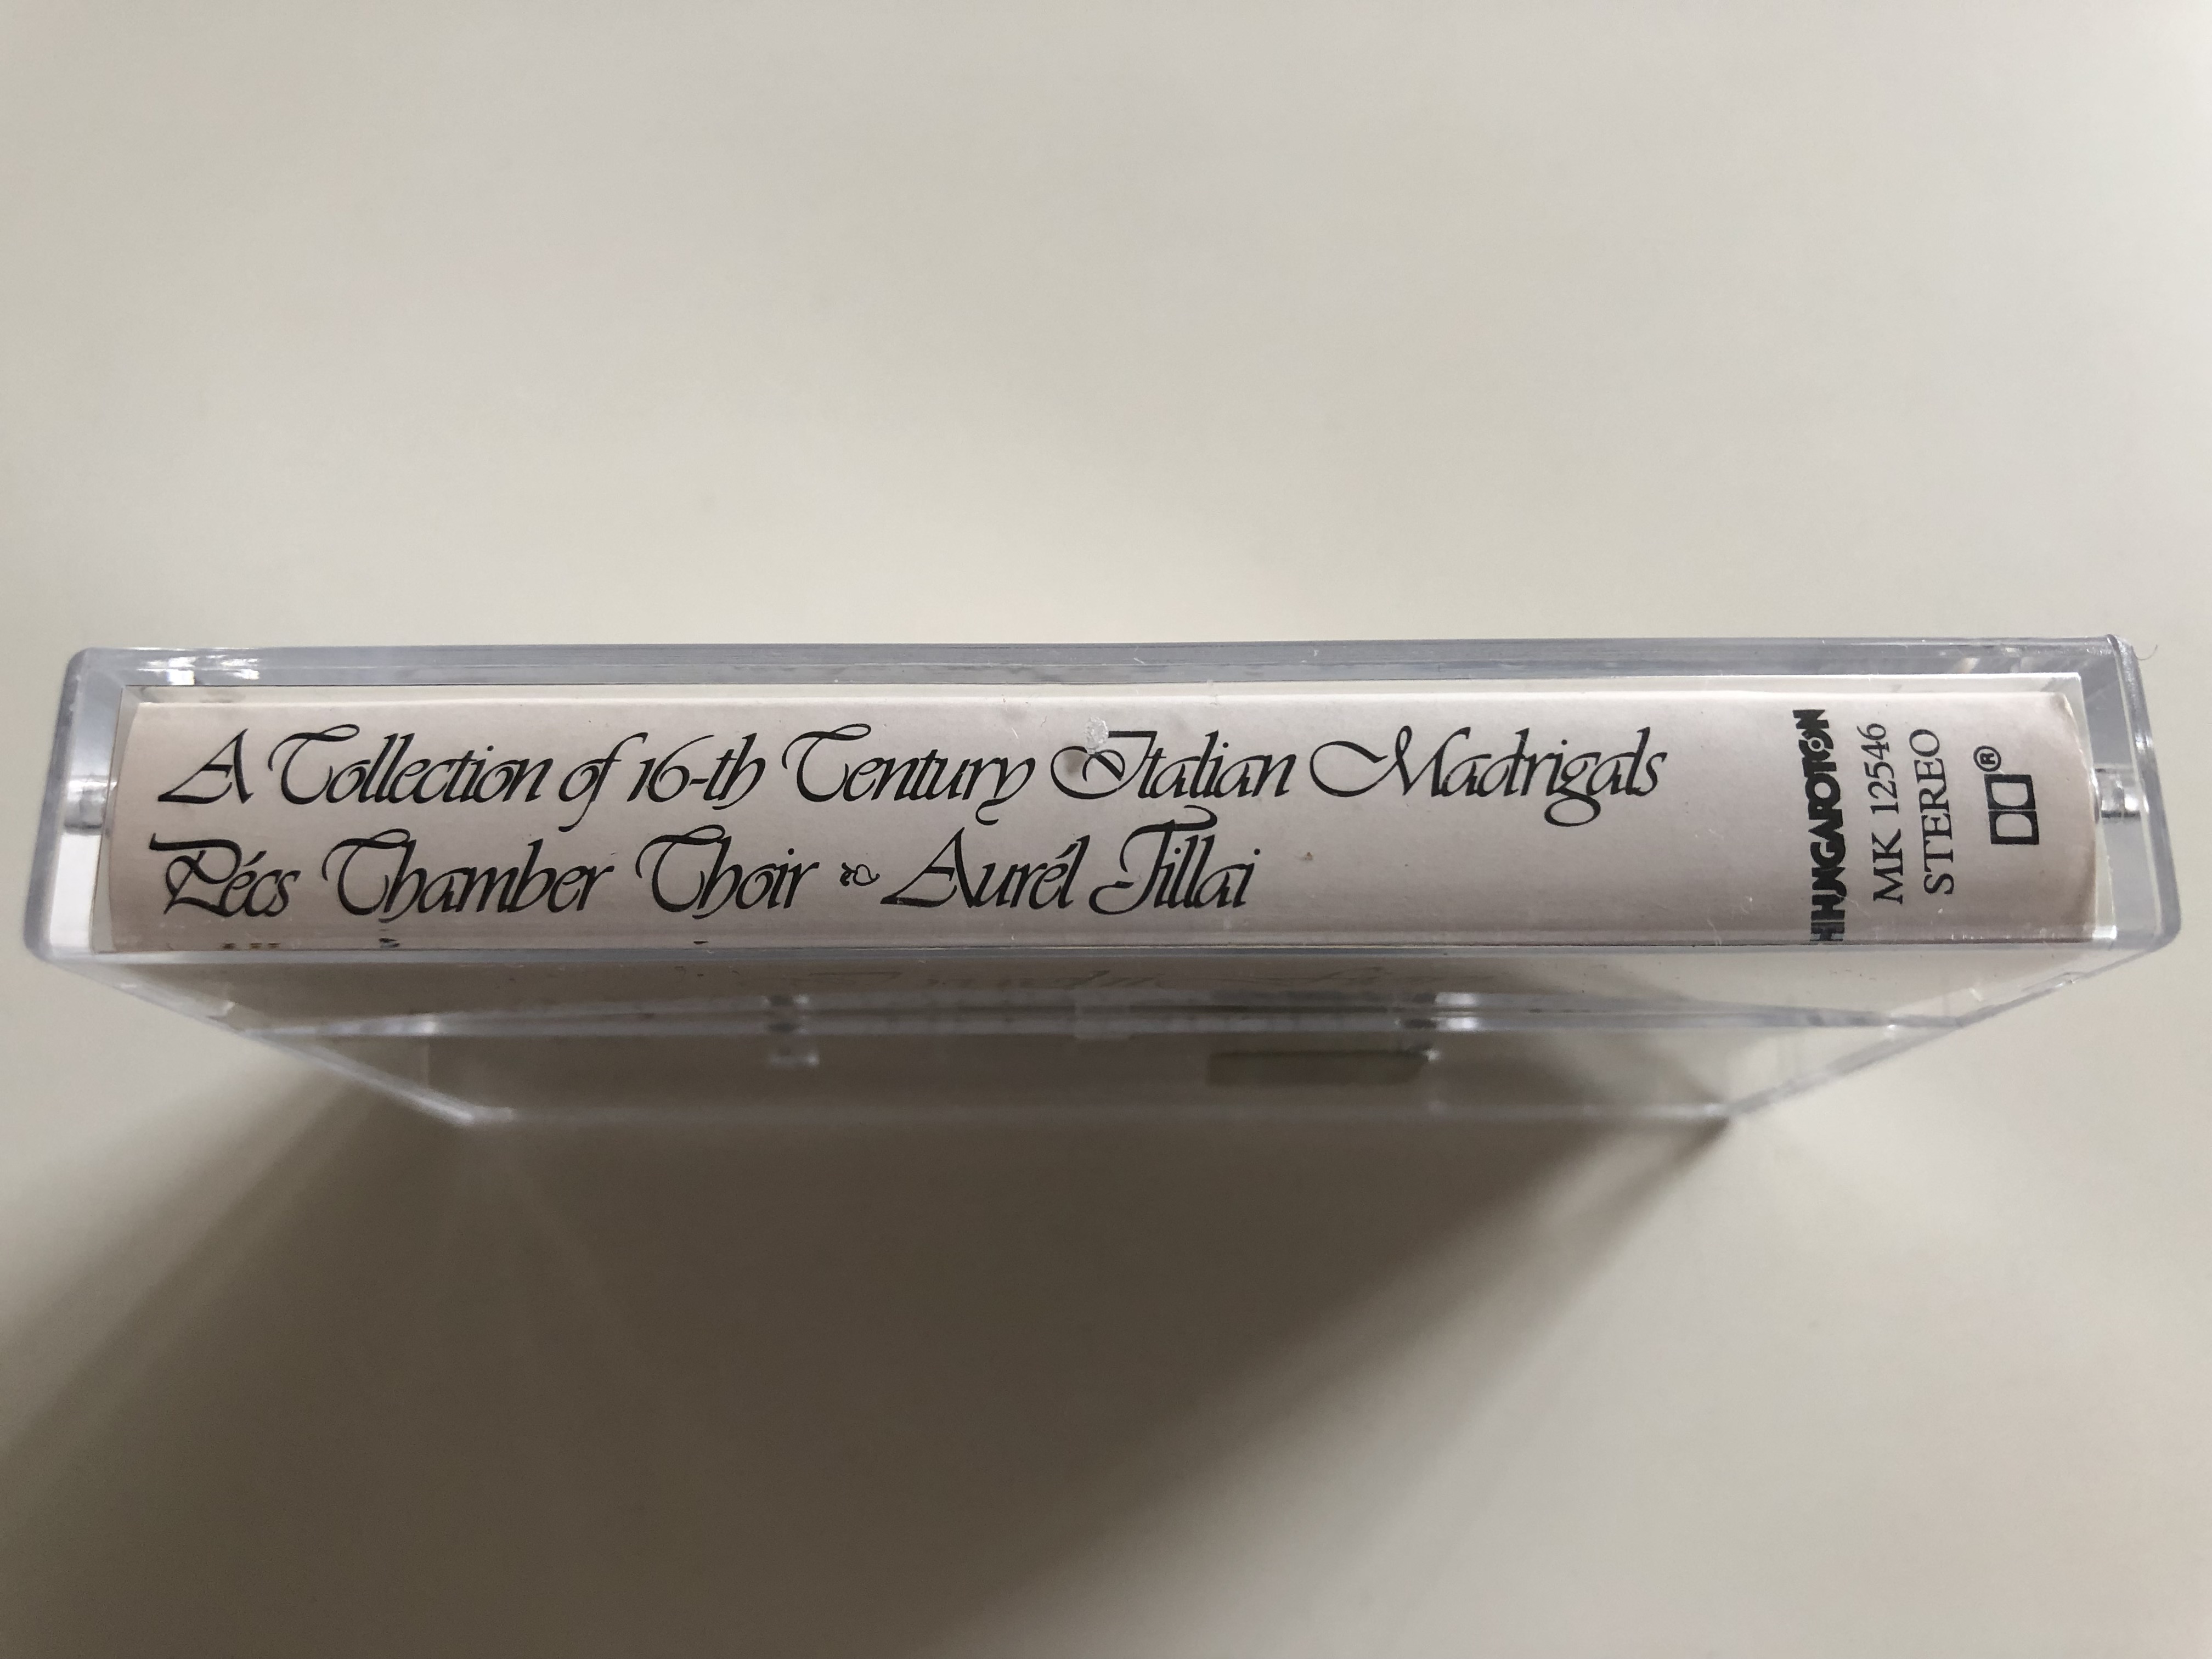 A Collection of 16-th Century Italian Madrigals
Pécs Chamber Choir ❧ Aurél Tillai
HUNGAROTON
MK 12546
STEREO
®